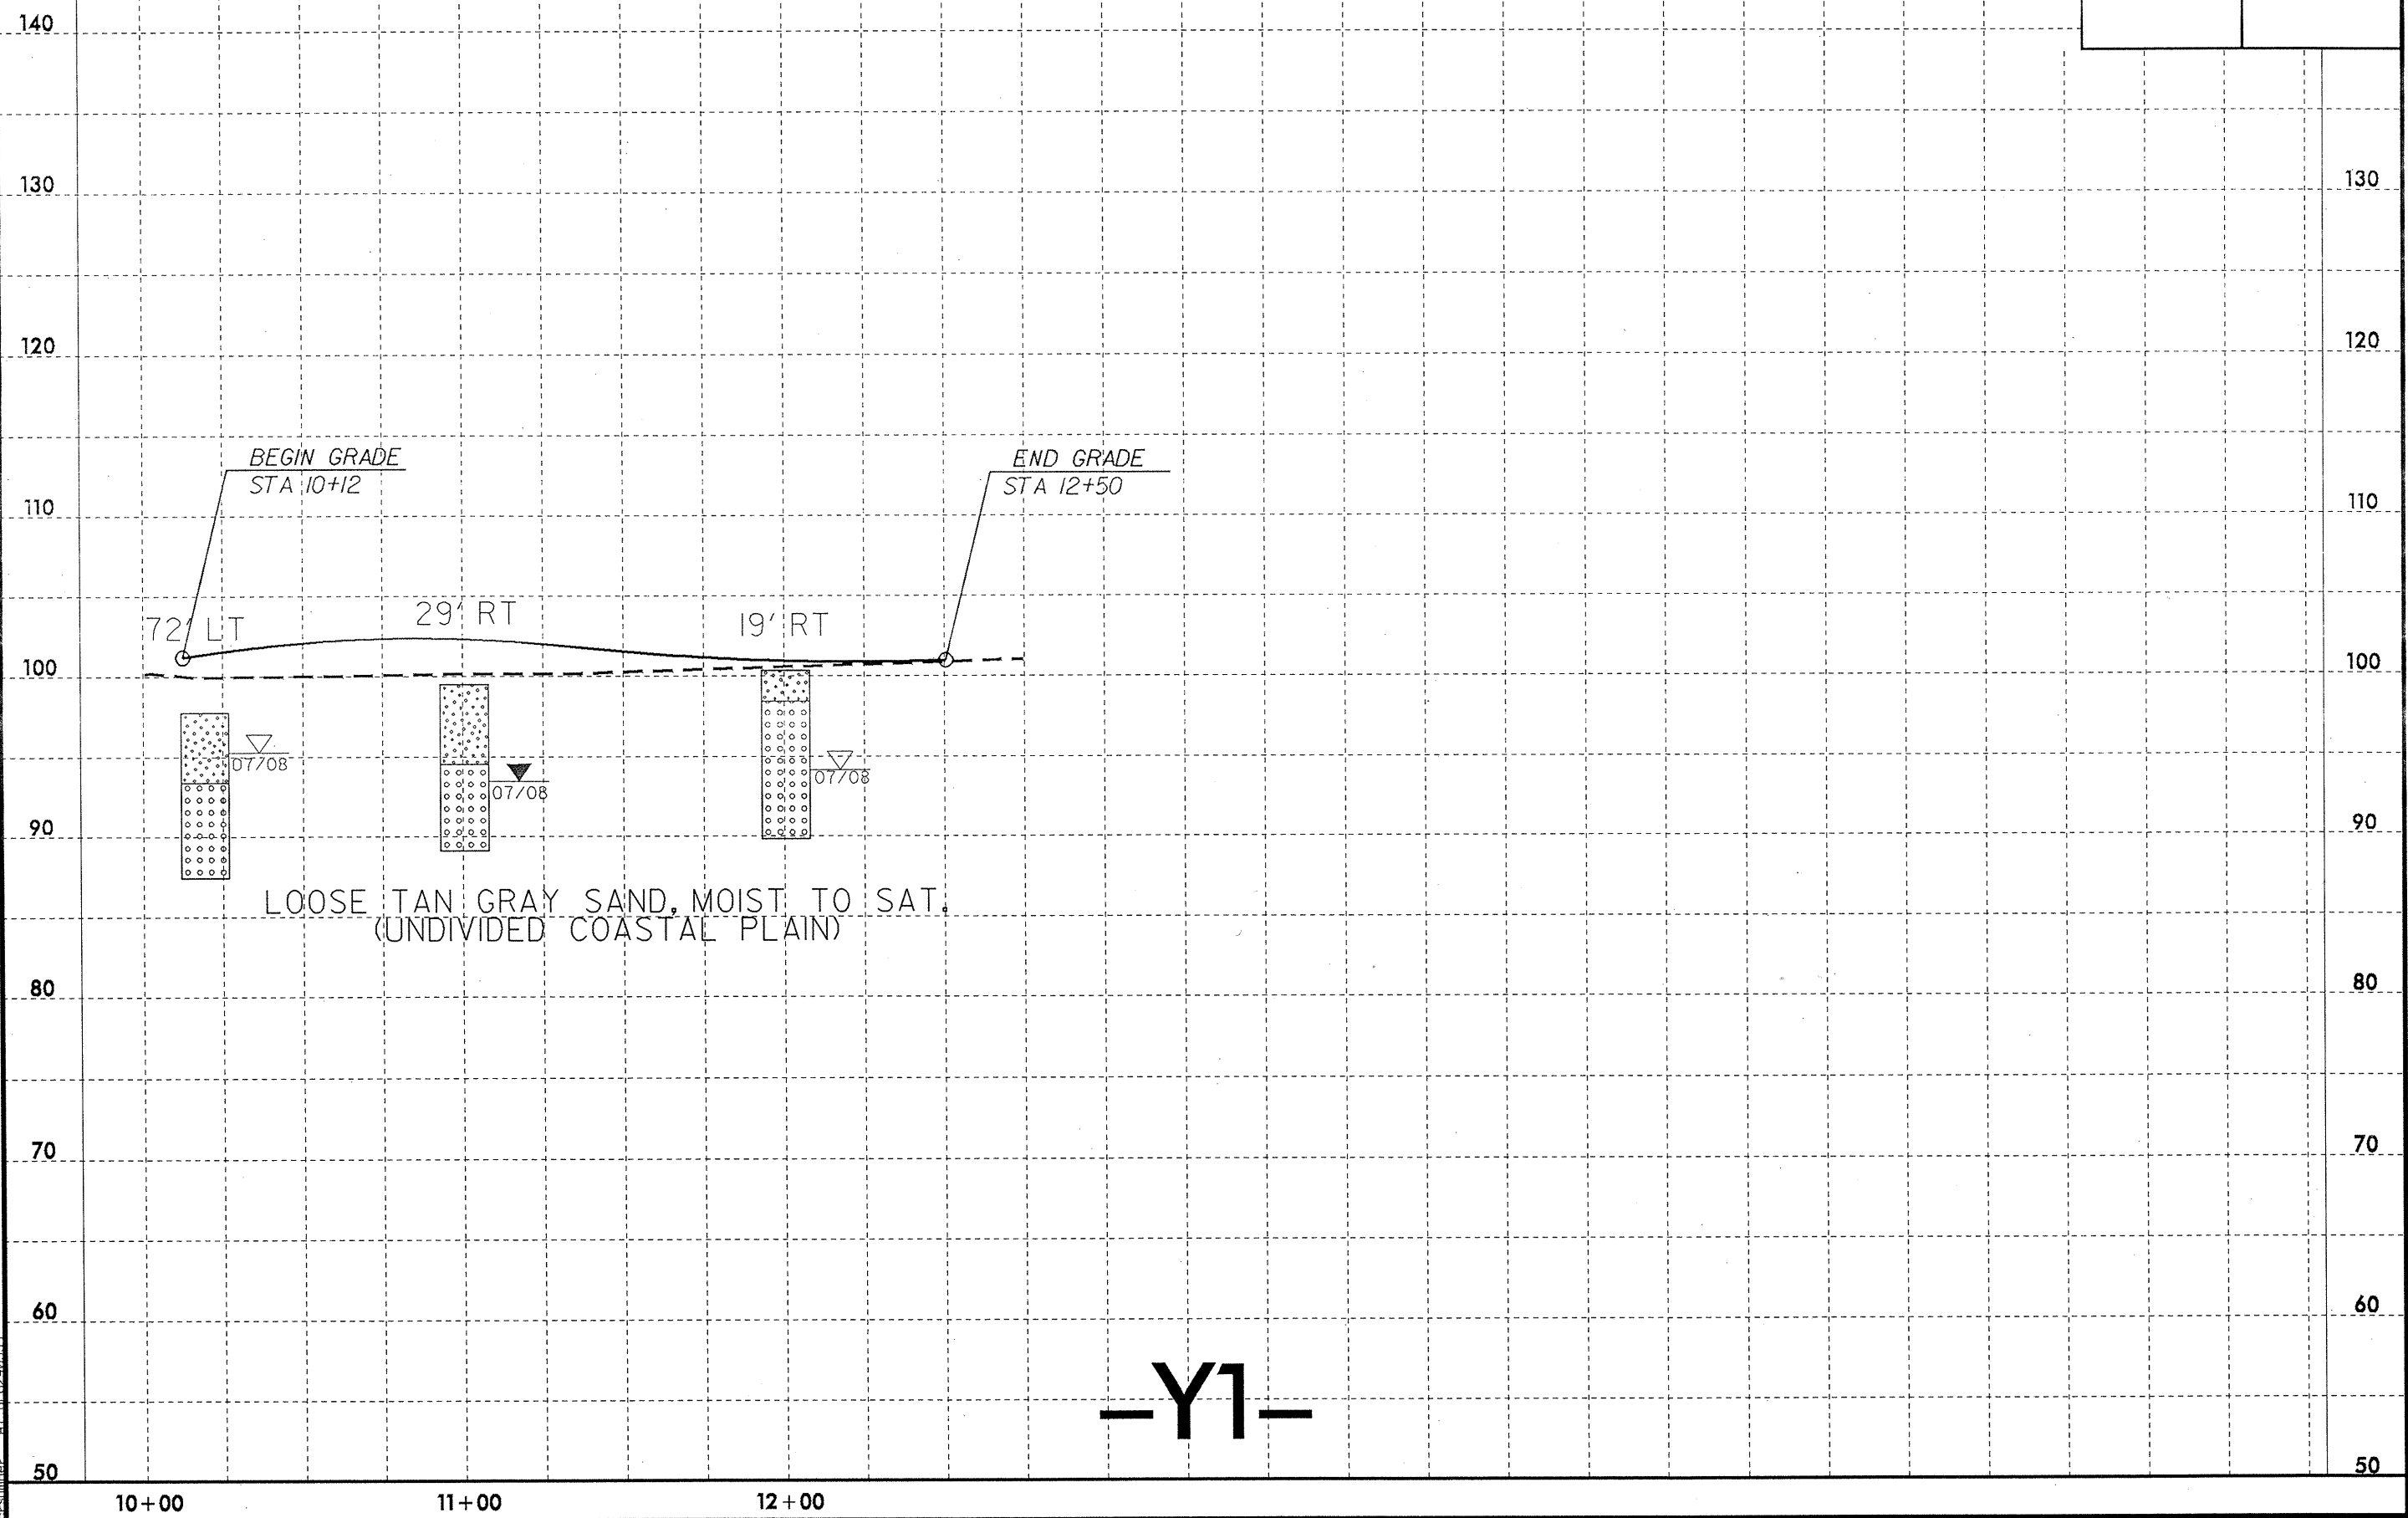 140
130 130
120 120
BEGIN GRADE
STA 10+12
END GRADE
STA 12+50
110 110
72' LT
29' RT
19' RT
100 100
07/08
07/08
07/08
90 90
LOOSE TAN GRAY SAND, MOIST TO SAT.
(UNDIVIDED COASTAL PLAIN)
80 80
70 70
60 60
-Y1-
50 50
10+00 11+00 12+00